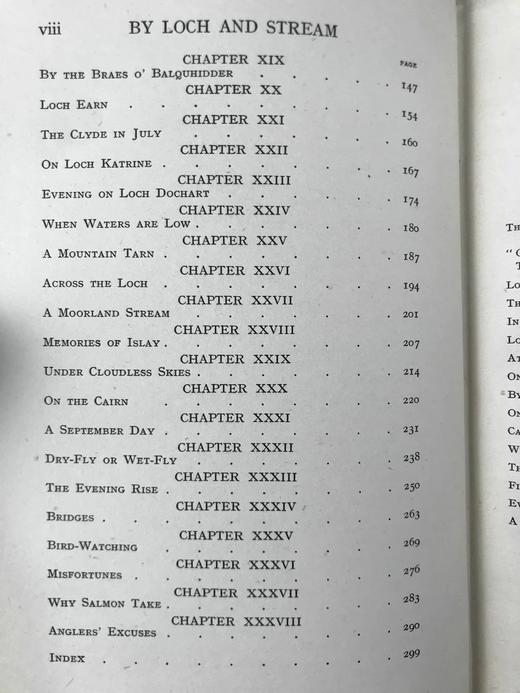 viii BY LOCH AND STREAM
CHAPTER XIX
PAGE
By the Braes o' Balquhidder . . . . . 147
CHAPTER XX
Loch Earn . . . . . . . . 154
CHAPTER XXI
The Clyde in July . . . . . . . 160
CHAPTER XXII
On Loch Katrine . . . . . . . . 167
CHAPTER XXIII
Evening on Loch Dochart . . . . . . 174
CHAPTER XXIV
When Waters are Low . . . . . . . 180
CHAPTER XXV
A Mountain Tarn . . . . . . . . 187
CHAPTER XXVI
Across the Loch . . . . . . . . 194
CHAPTER XXVII
A Moorland Stream . . . . . . . 201
CHAPTER XXVIII
Memories of Islay . . . . . . . . 207
CHAPTER XXIX
Under Cloudless Skies . . . . . . . 214
CHAPTER XXX
On the Cairn . . . . . . . . 220
CHAPTER XXXI
A September Day . . . . . . . . 231
CHAPTER XXXII
Dry-Fly or Wet-Fly . . . . . . . 238
CHAPTER XXXIII
The Evening Rise . . . . . . . . 250
CHAPTER XXXIV
Bridges . . . . . . . . . . 263
CHAPTER XXXV
Bird-Watching . . . . . . . . 269
CHAPTER XXXVI
Misfortunes . . . . . . . . . 276
CHAPTER XXXVII
Why Salmon Take . . . . . . . . 283
CHAPTER XXXVIII
Anglers' Excuses . . . . . . . . 290
Index . . . . . . . . . . 299